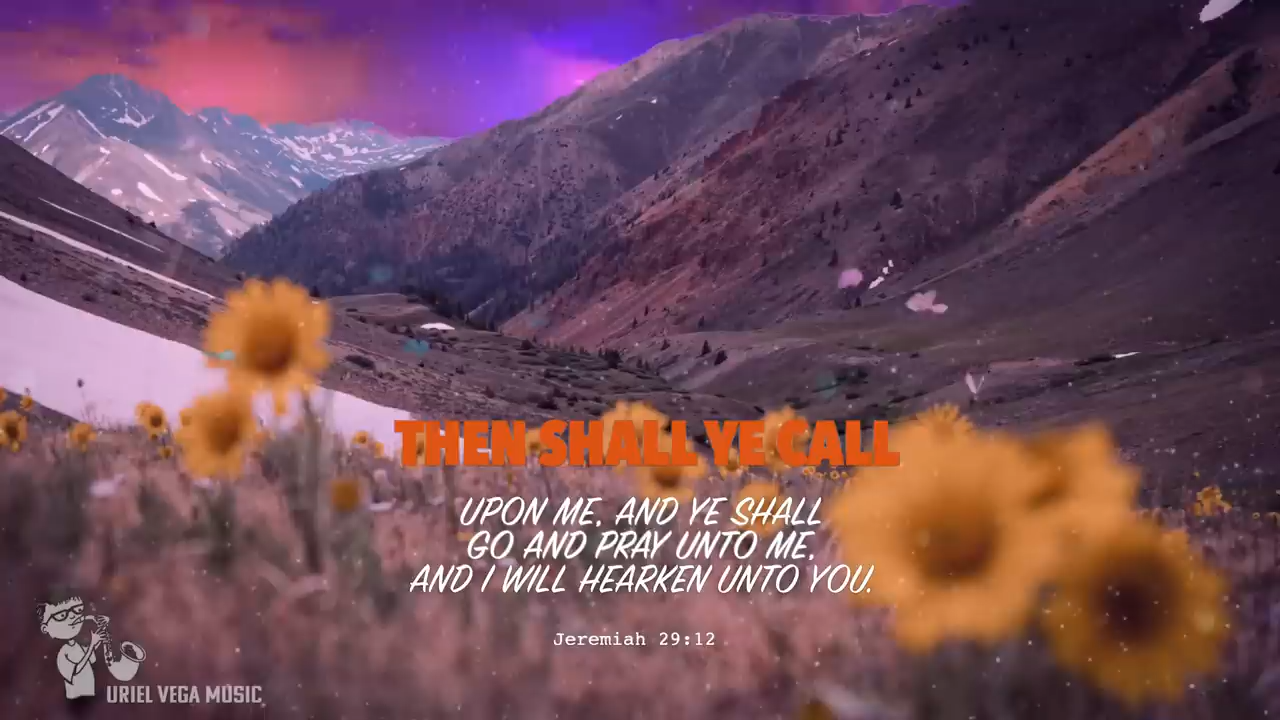 THEN SHALL YE CALL
UPON ME, AND YE SHALL
GO AND PRAY UNTO ME,
AND I WILL HEARKEN UNTO YOU.
Jeremiah 29:12
URIEL VEGA MUSIC